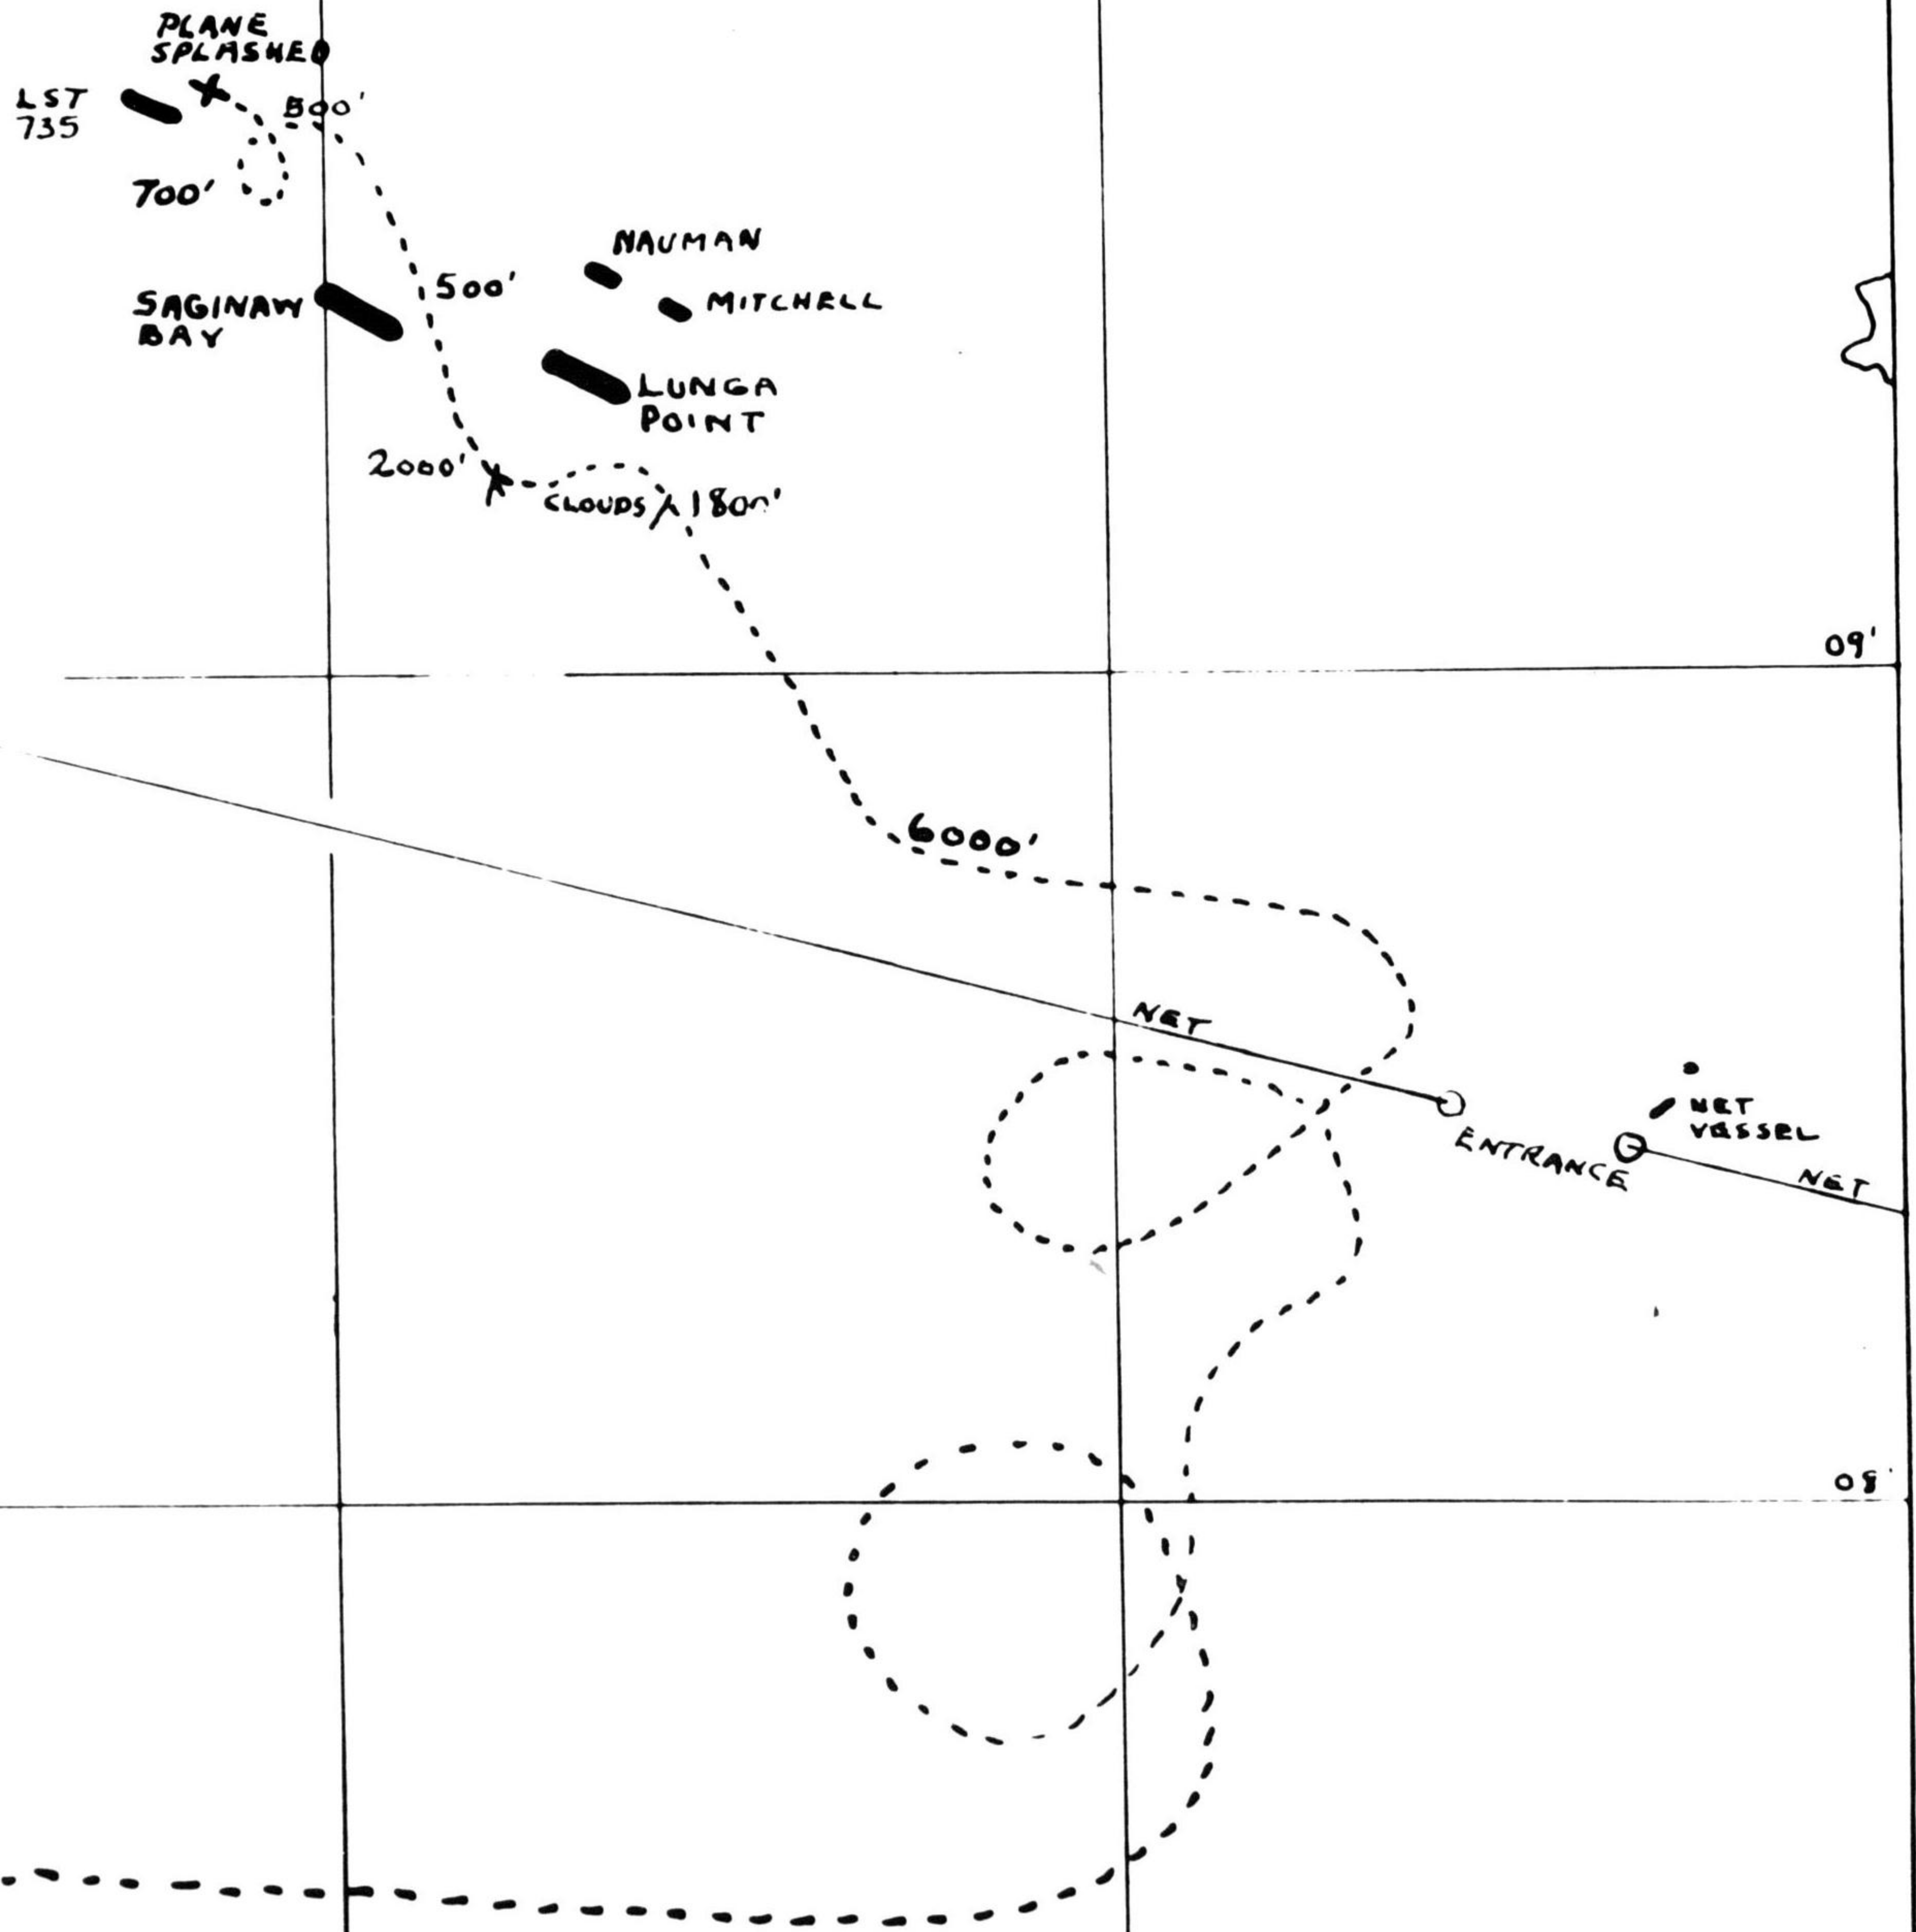 PLANE
SPLASHED
LST
735
500'
700'
NAUMAN
500'
SAGINAW
BAY
MITCHELL
LUNGA
POINT
2000'
CLOUDS
1800'
09'
6000'
NET
NET
VESSEL
ENTRANCE
NET
08'